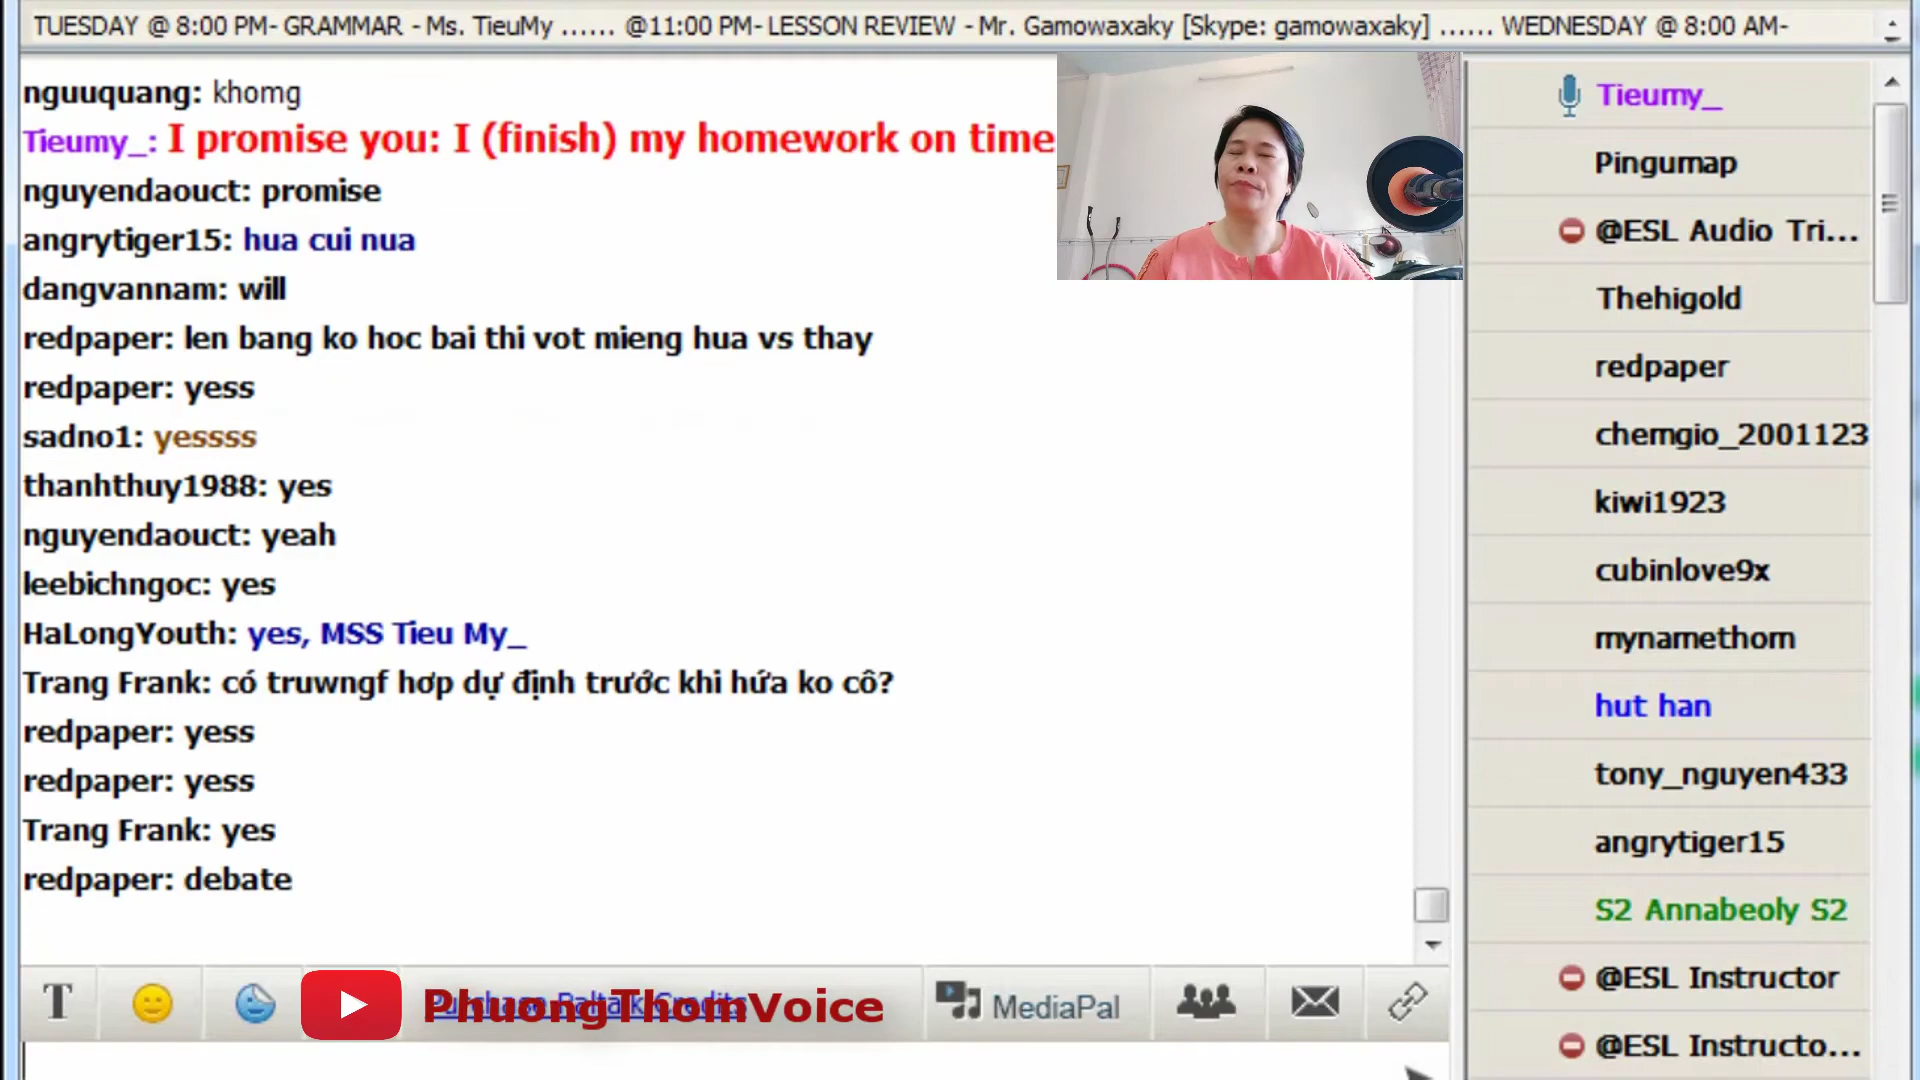 TUESDAY @ 8:00 PM- GRAMMAR - Ms. TieuMy ...... @11:00 PM- LESSON REVIEW - Mr. Gamowaxaky [Skype: gamowaxaky] ...... WEDNESDAY @ 8:00 AM-
nguuquang: khomg
Tieumy_: I promise you: I (finish) my homework on time
nguyendaouct: promise
angrytiger15: hua cui nua
dangvannam: will
redpaper: len bang ko hoc bai thi vot mieng hua vs thay
redpaper: yess
sadno1: yessss
thanhthuy1988: yes
nguyendaouct: yeah
leebichngoc: yes
HaLongYouth: yes, MSS Tieu My_
Trang Frank: có truwngf hơp dự định trước khi hứa ko cô?
redpaper: yess
redpaper: yess
Trang Frank: yes
redpaper: debate
Tieumy_
Pingumap
@ESL Audio Tri...
Thehigold
redpaper
chemgio_2001123
kiwi1923
cubinlove9x
mynamethom
hut han
tony_nguyen433
angrytiger15
S2 Annabeoly S2
@ESL Instructor
@ESL Instructo...
T
Purchase Paltalk Credits
PhuongThomVoice
MediaPal